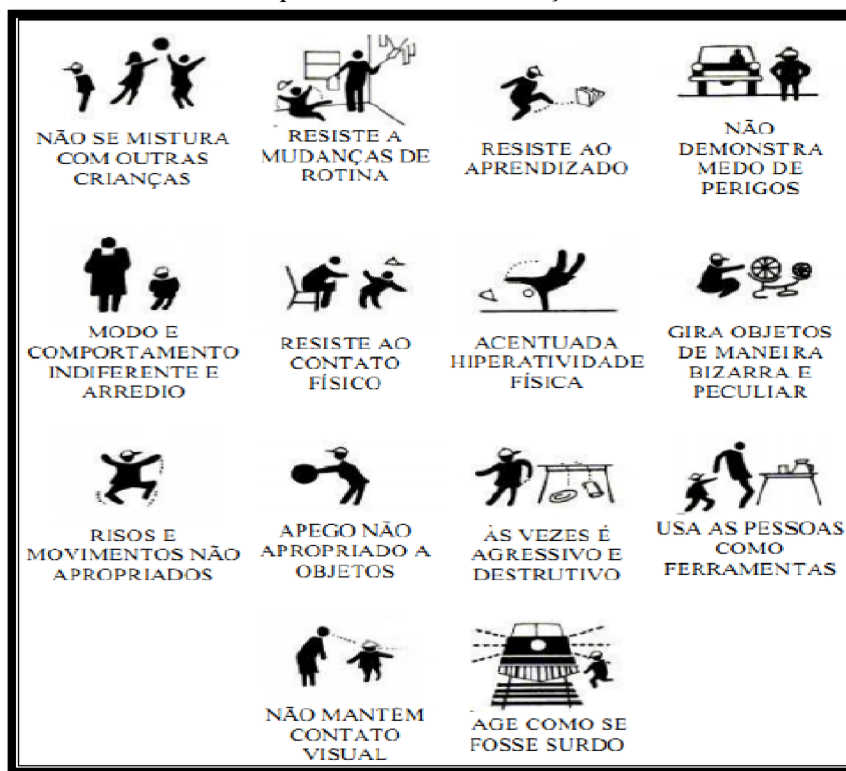 NÃO SE MISTURA
COM OUTRAS
CRIANÇAS
RESISTE A
MUDANÇAS DE
ROTINA
RESISTE AO
APRENDIZADO
NÃO
DEMONSTRA
MEDO DE
PERIGOS
MODO E
COMPORTAMENTO
INDIFERENTE E
ARREDIO
RESISTE AO
CONTATO
FÍSICO
ACENTUADA
HIPERATIVIDADE
FÍSICA
GIRA OBJETOS
DE MANEIRA
BIZARRA E
PECULIAR
RISOS E
MOVIMENTOS NÃO
APROPRIADOS
APEGO NÃO
APROPRIADO A
OBJETOS
ÀS VEZES É
AGRESSIVO E
DESTRUTIVO
USA AS PESSOAS
COMO
FERRAMENTAS
NÃO MANTÉM
CONTATO
VISUAL
AGE COMO SE
FOSSE SURDO